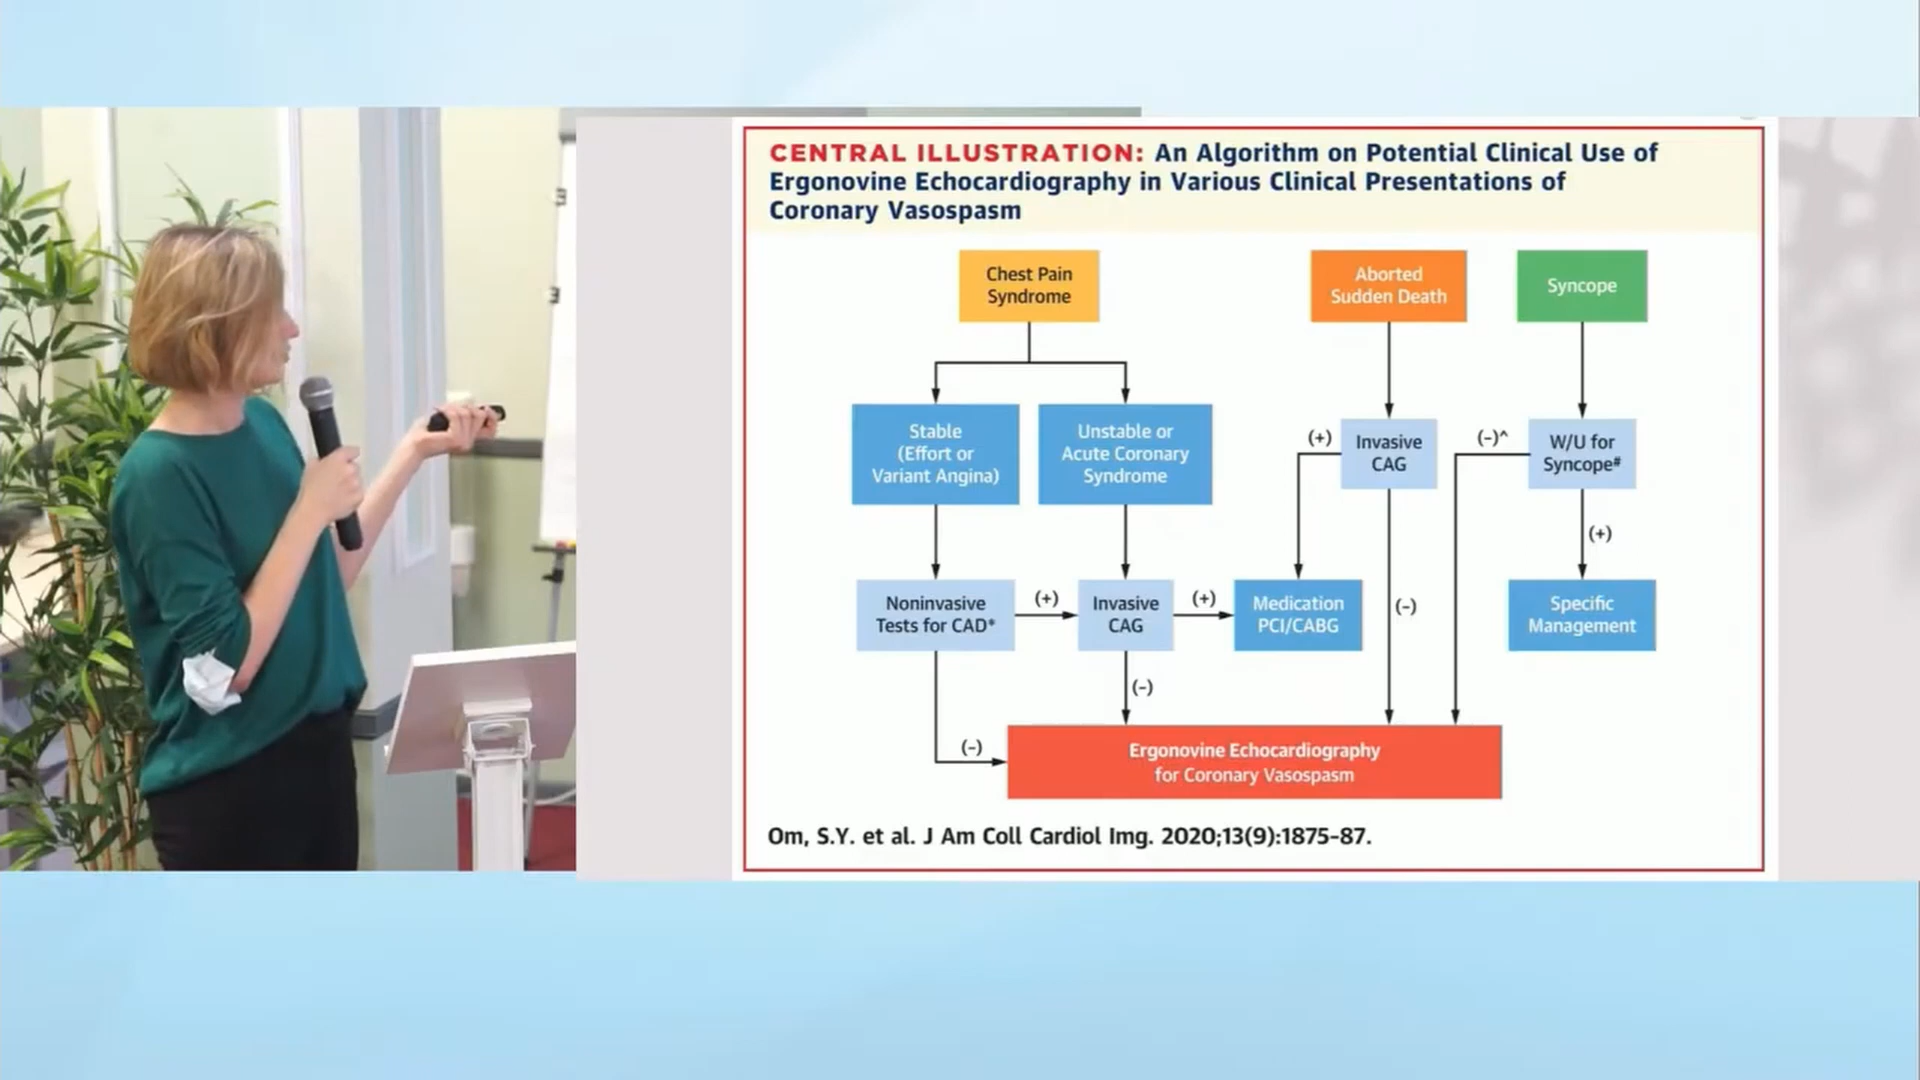 CENTRAL ILLUSTRATION: An Algorithm on Potential Clinical Use of
Ergonovine Echocardiography in Various Clinical Presentations of
Coronary Vasospasm
Chest Pain
Syndrome
Aborted
Sudden Death
Syncope
Stable
(Effort or
Variant Angina)
Unstable or
Acute Coronary
Syndrome
(+)
Invasive
CAG
(-)^
W/U for
Syncope#
(+)
Noninvasive
Tests for CAD*
(+)
Invasive
CAG
(+)
Medication
PCI/CABG
(-)
Specific
Management
(-)
(-)
Ergonovine Echocardiography
for Coronary Vasospasm
Om, S.Y. et al. J Am Coll Cardiol Img. 2020;13(9):1875-87.